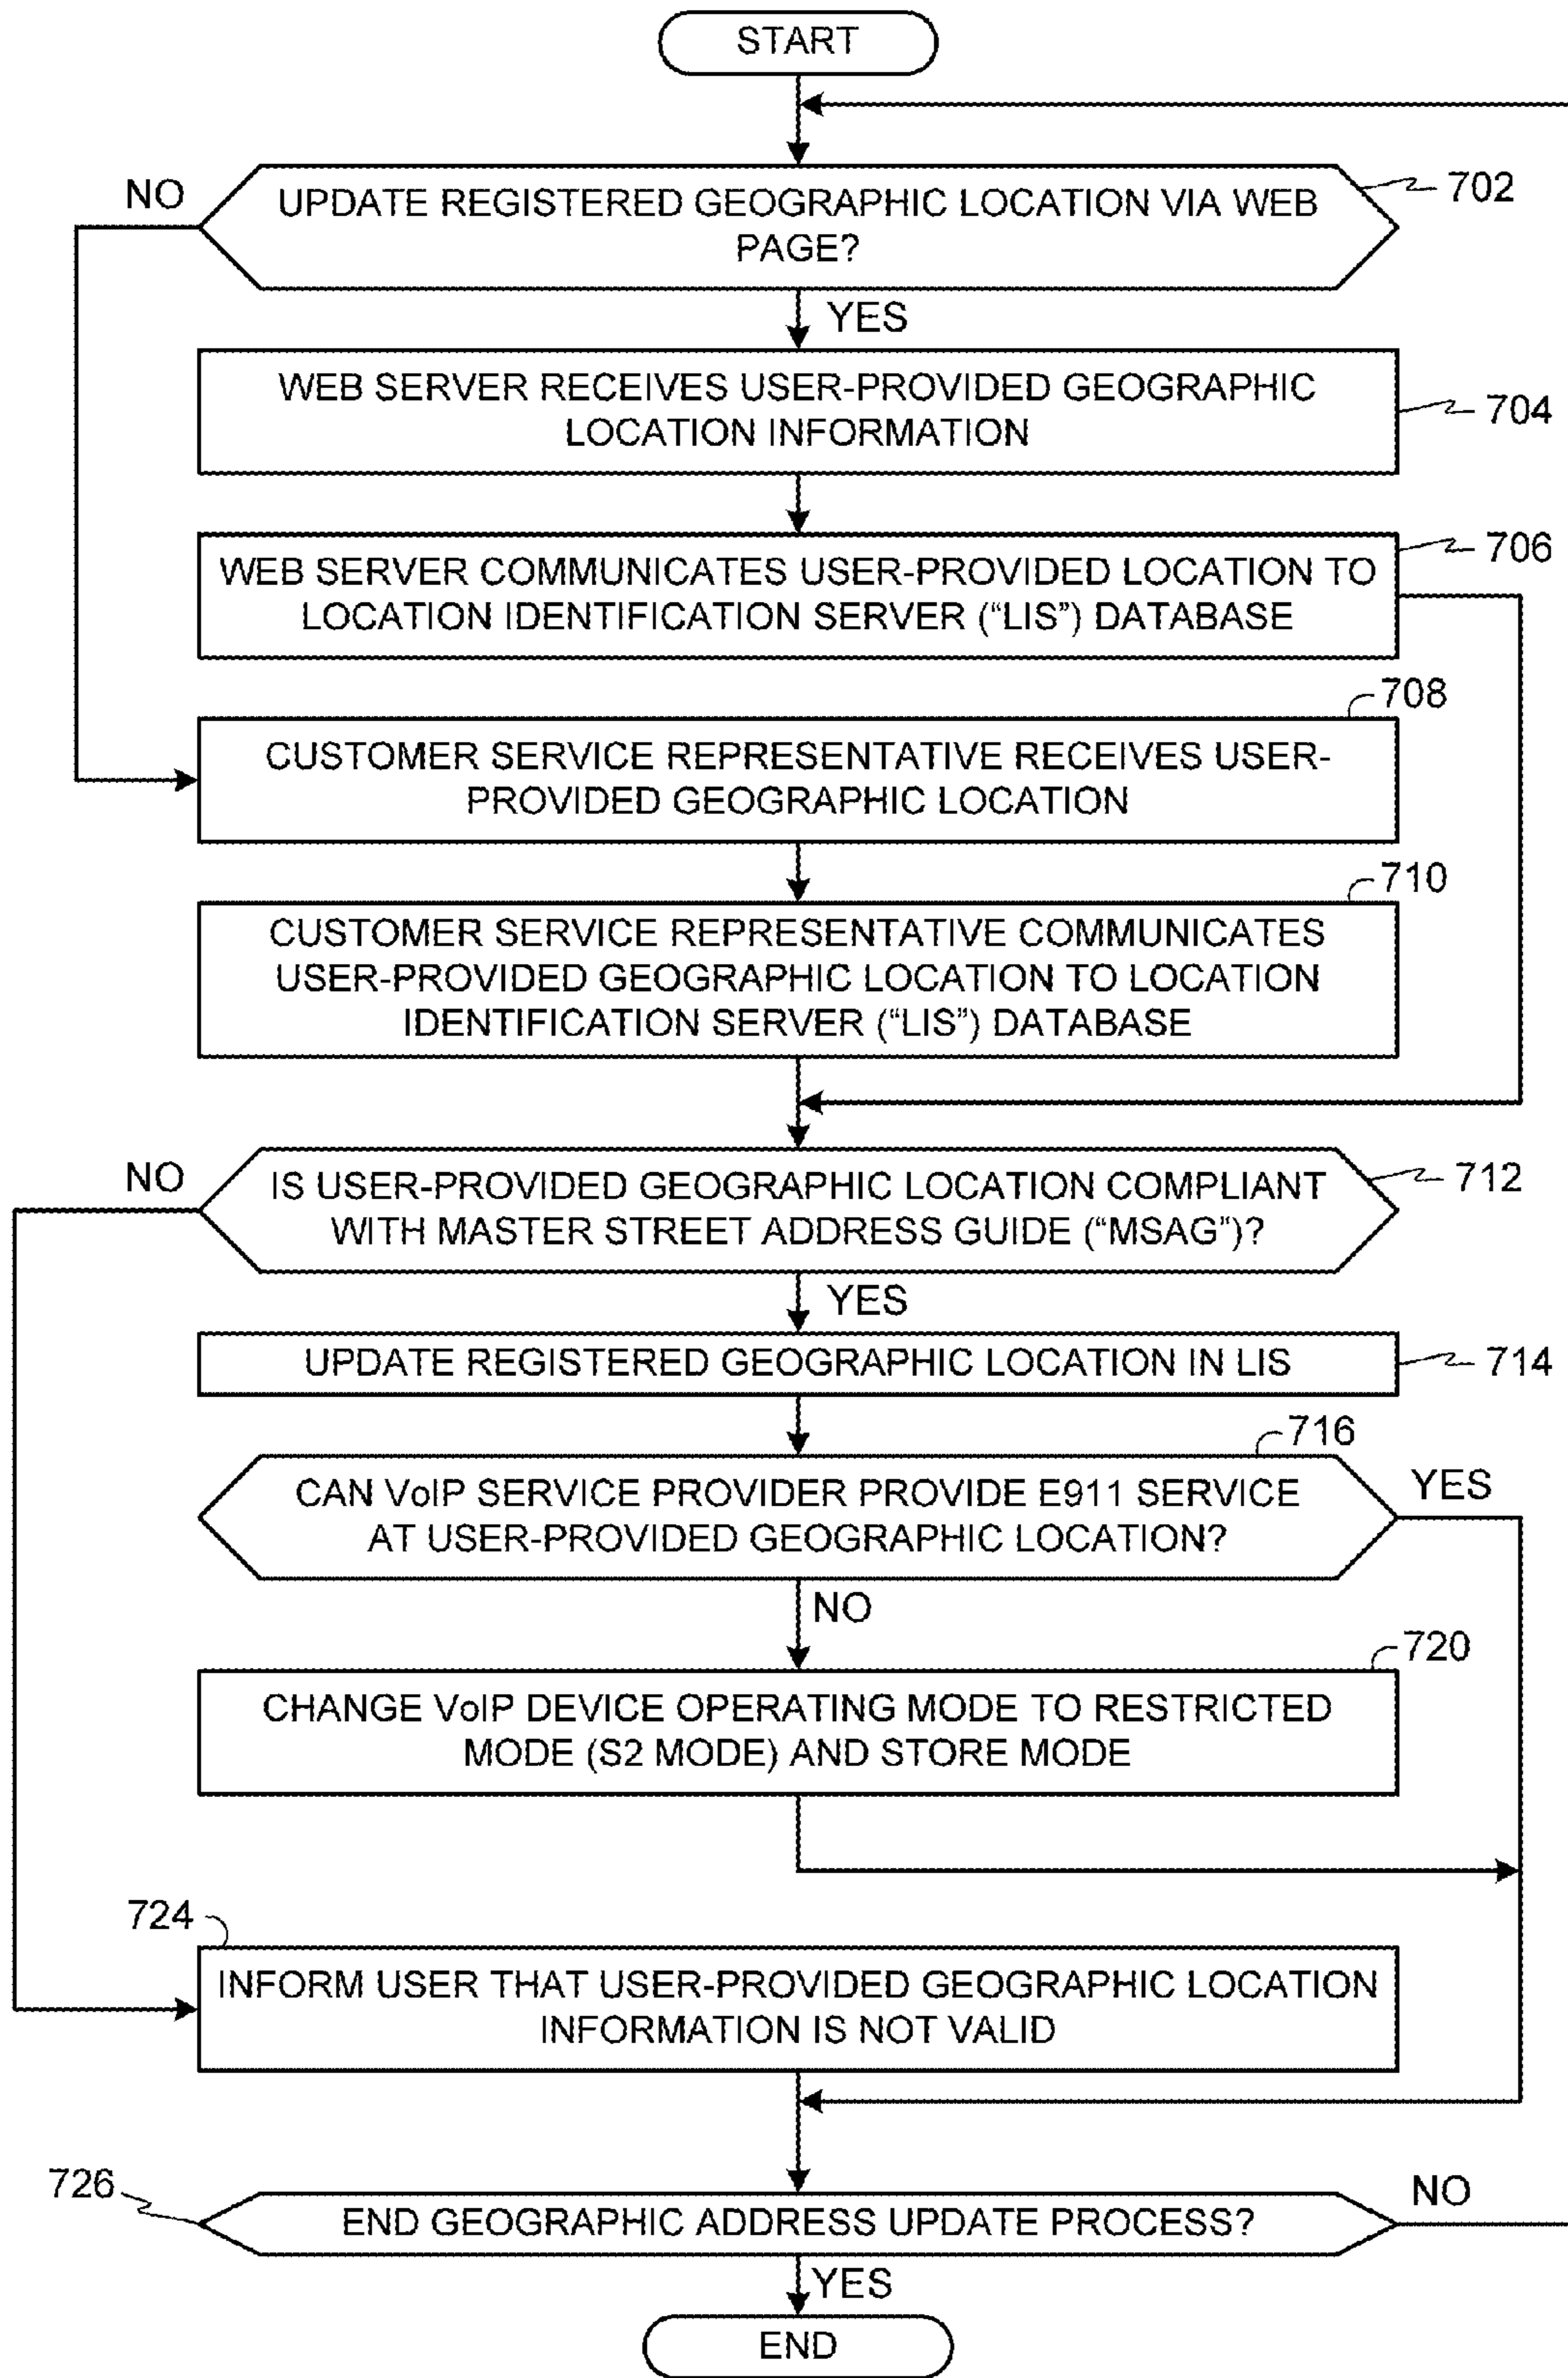 START
NO
UPDATE REGISTERED GEOGRAPHIC LOCATION VIA WEB
PAGE?
702
YES
WEB SERVER RECEIVES USER-PROVIDED GEOGRAPHIC
LOCATION INFORMATION
704
WEB SERVER COMMUNICATES USER-PROVIDED LOCATION TO
LOCATION IDENTIFICATION SERVER (“LIS”) DATABASE
706
708
CUSTOMER SERVICE REPRESENTATIVE RECEIVES USER-
PROVIDED GEOGRAPHIC LOCATION
710
CUSTOMER SERVICE REPRESENTATIVE COMMUNICATES
USER-PROVIDED GEOGRAPHIC LOCATION TO LOCATION
IDENTIFICATION SERVER (“LIS”) DATABASE
NO
IS USER-PROVIDED GEOGRAPHIC LOCATION COMPLIANT
WITH MASTER STREET ADDRESS GUIDE (“MSAG”)?
712
YES
UPDATE REGISTERED GEOGRAPHIC LOCATION IN LIS
714
716
CAN VoIP SERVICE PROVIDER PROVIDE E911 SERVICE
AT USER-PROVIDED GEOGRAPHIC LOCATION?
YES
NO
720
CHANGE VoIP DEVICE OPERATING MODE TO RESTRICTED
MODE (S2 MODE) AND STORE MODE
724
INFORM USER THAT USER-PROVIDED GEOGRAPHIC LOCATION
INFORMATION IS NOT VALID
726
END GEOGRAPHIC ADDRESS UPDATE PROCESS?
NO
YES
END